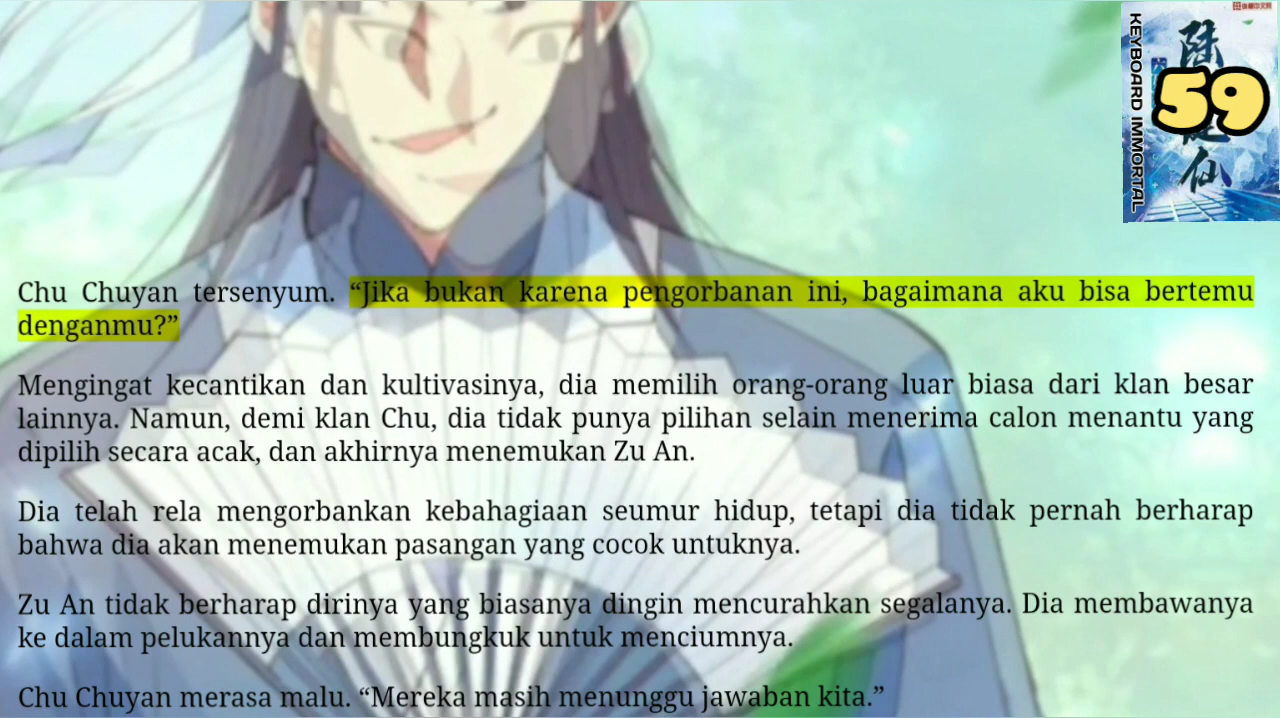 KEYBOARD IMMORTAL
陆
仙
59
Chu Chuyan tersenyum. “Jika bukan karena pengorbanan ini, bagaimana aku bisa bertemu
denganmu?”
Mengingat kecantikan dan kultivasinya, dia memilih orang-orang luar biasa dari klan besar
lainnya. Namun, demi klan Chu, dia tidak punya pilihan selain menerima calon menantu yang
dipilih secara acak, dan akhirnya menemukan Zu An.
Dia telah rela mengorbankan kebahagiaan seumur hidup, tetapi dia tidak pernah berharap
bahwa dia akan menemukan pasangan yang cocok untuknya.
Zu An tidak berharap dirinya yang biasanya dingin mencurahkan segalanya. Dia membawanya
ke dalam pelukannya dan membungkuk untuk menciumnya.
Chu Chuyan merasa malu. “Mereka masih menunggu jawaban kita.”